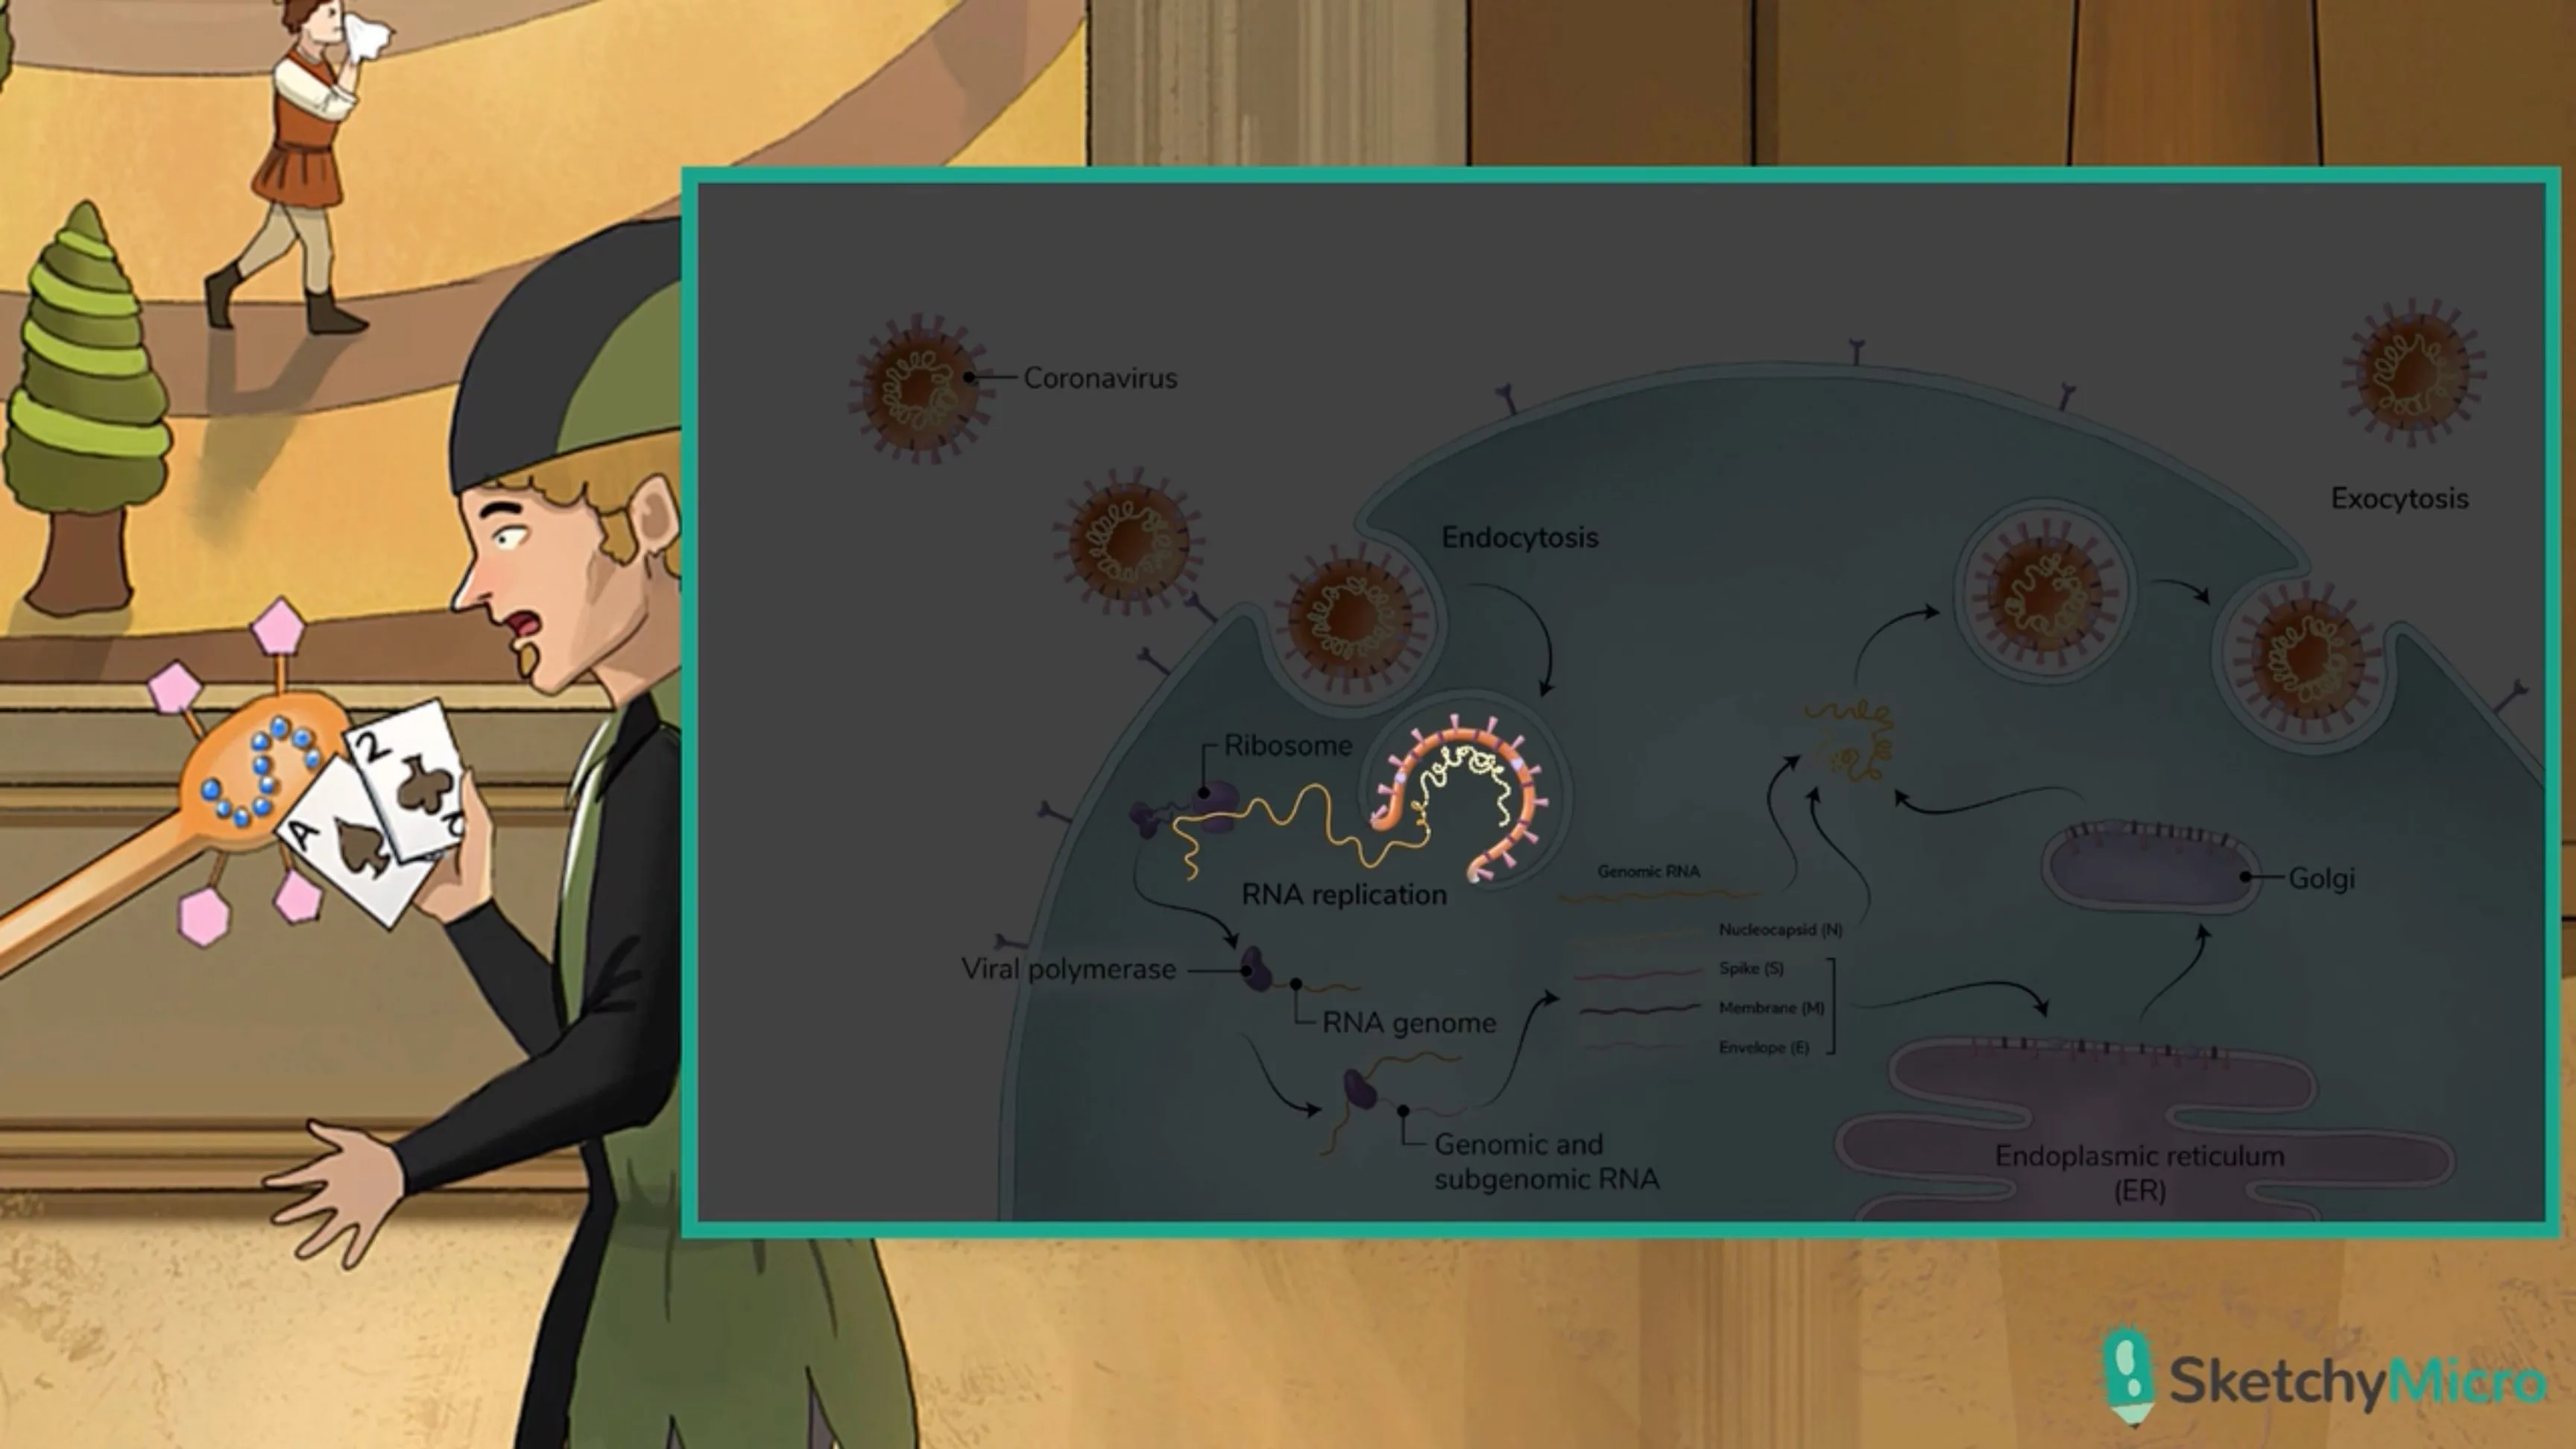 Coronavirus
Exocytosis
Endocytosis
Ribosome
2
A
2
RNA replication
Genomic RNA
Golgi
Nucleocapsid (N)
Viral polymerase
Spike (S)
Membrane (M)
RNA genome
Envelope (E)
Genomic and
subgenomic RNA
Endoplasmic reticulum
(ER)
SketchyMicro